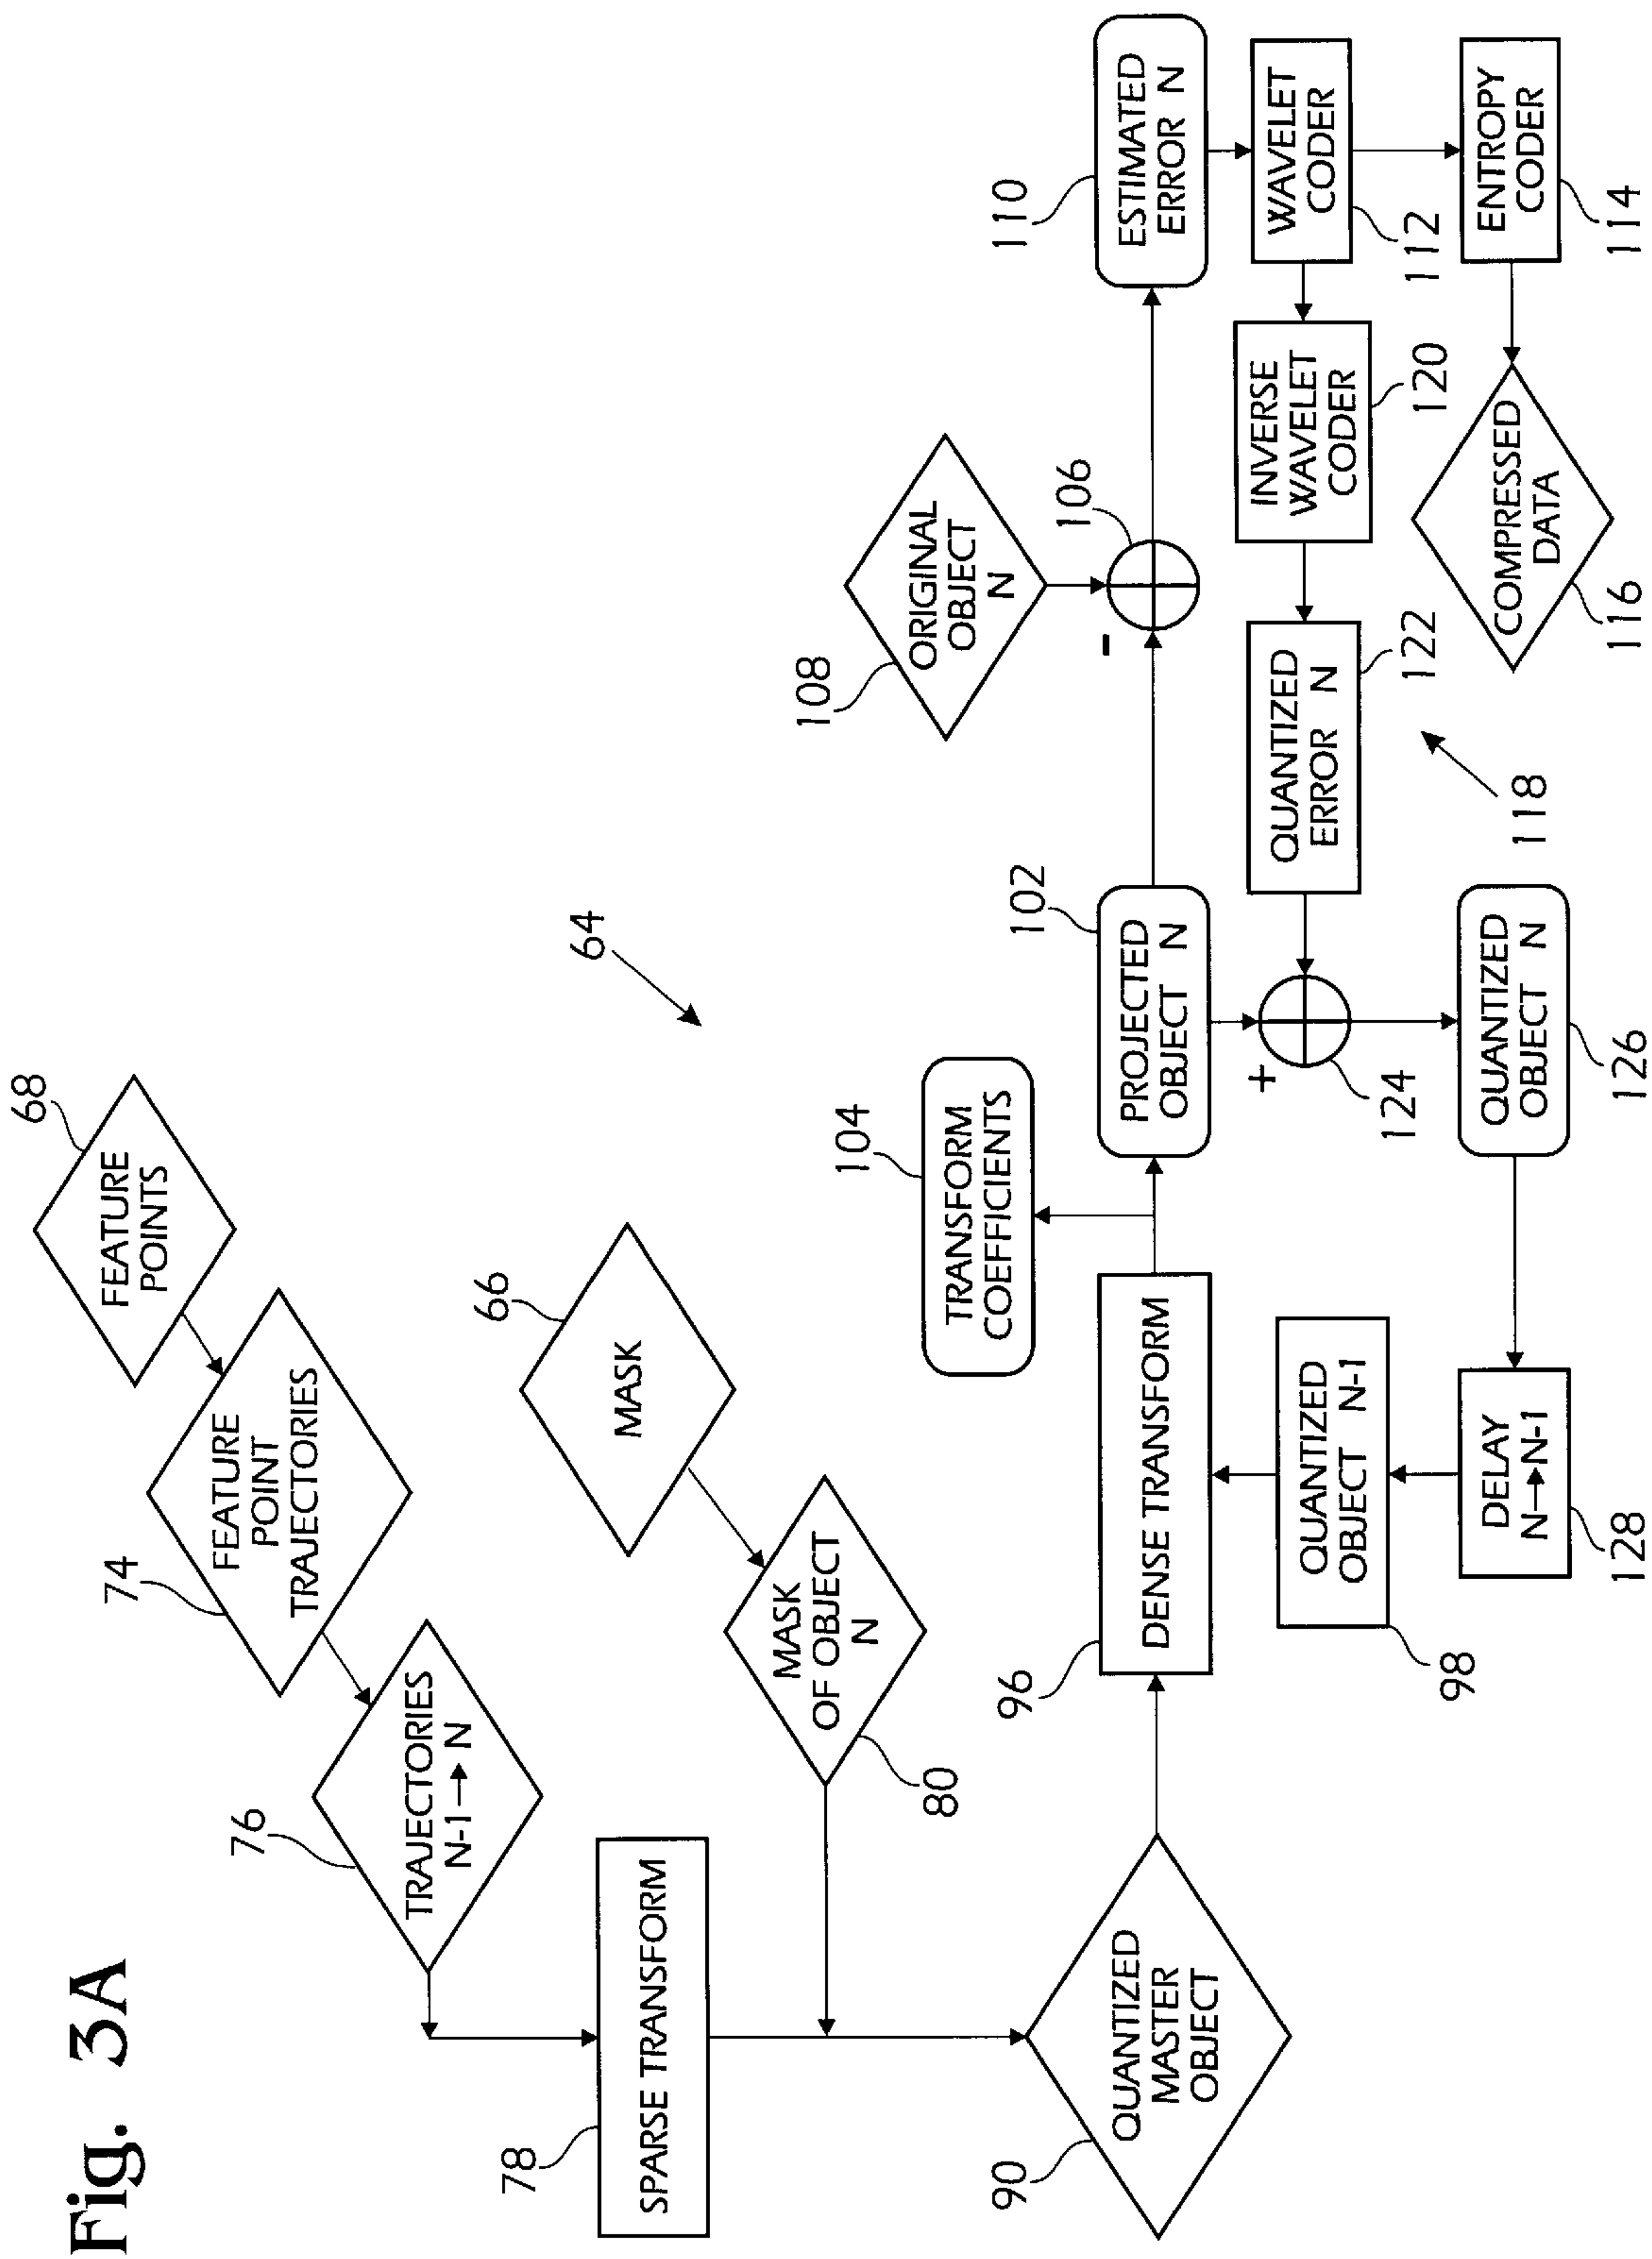 Fig. 3A
68
FEATURE
POINTS
74
FEATURE
POINT
TRAJECTORIES
76
TRAJECTORIES
N-1→N
78
SPARSE TRANSFORM
66
MASK
80
MASK
OF OBJECT
N
64
90
QUANTIZED
MASTER
OBJECT
96
DENSE TRANSFORM
104
TRANSFORM
COEFFICIENTS
102
PROJECTED
OBJECT N
108
ORIGINAL
OBJECT
N
-
106
110
ESTIMATED
ERROR N
WAVELET
CODER
112
ENTROPY
CODER
114
INVERSE
WAVELET
CODER
120
COMPRESSED
DATA
116
QUANTIZED
ERROR N
122
118
+
124
QUANTIZED
OBJECT N
126
DELAY
N→N-1
128
QUANTIZED
OBJECT N-1
98